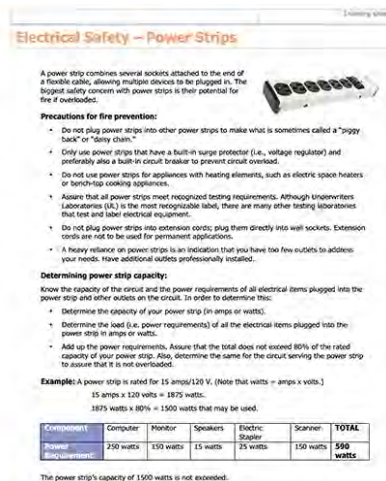 Electrical Safety – Power Strips
A power strip combines several sockets attached to the end of
a flexible cable, allowing multiple devices to be plugged in. The
biggest safety concern with power strips is their potential for
fire if overloaded.
Precautions for fire prevention:
• Do not plug power strips into other power strips to make what is sometimes called a "piggy
back" or "daisy chain."
• Only use power strips that have a built-in surge protector (i.e., voltage regulator) and
preferably also a built-in circuit breaker to prevent circuit overload.
• Do not use power strips for appliances with heating elements, such as electric space heaters
or bench-top cooking appliances.
• Assure that all power strips meet recognized testing requirements. Although Underwriters
Laboratories (UL) is the most recognizable label, there are many other testing laboratories
that test and label electrical equipment.
• Do not plug power strips into extension cords; plug them directly into wall sockets. Extension
cords are not to be used for permanent applications.
• A heavy reliance on power strips is an indication that you have too few outlets to address
your needs. Have additional outlets professionally installed.
Determining power strip capacity:
Know the capacity of the circuit and the power requirements of all electrical items plugged into the
power strip and other outlets on the circuit. In order to determine this:
• Determine the capacity of your power strip (in amps or watts).
• Determine the load (i.e. power requirements) of all the electrical items plugged into the
power strip in amps or watts.
• Add up the power requirements. Assure that the total does not exceed 80% of the rated
capacity of your power strip. Also, determine the same for the circuit serving the power strip
to assure that it is not overloaded.
Example: A power strip is rated for 15 amps/120 V. (Note that watts = amps x volts.)
15 amps x 120 volts = 1875 watts.
1875 watts x 80% = 1500 watts that may be used.
Component Computer Monitor Speakers Electric Stapler Scanner TOTAL
Power Requirement 250 watts 150 watts 15 watts 25 watts 150 watts 590 watts
The power strip's capacity of 1500 watts is not exceeded.